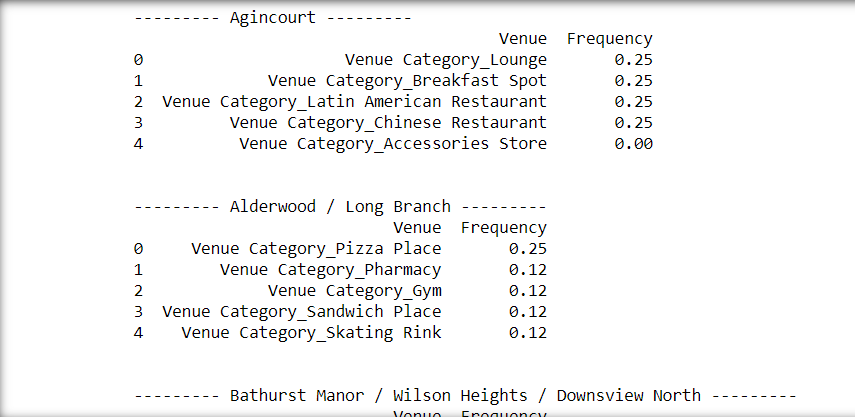 --------- Agincourt ---------
Venue Frequency
0 Venue Category_Lounge 0.25
1 Venue Category_Breakfast Spot 0.25
2 Venue Category_Latin American Restaurant 0.25
3 Venue Category_Chinese Restaurant 0.25
4 Venue Category_Accessories Store 0.00
--------- Alderwood / Long Branch ---------
Venue Frequency
0 Venue Category_Pizza Place 0.25
1 Venue Category_Pharmacy 0.12
2 Venue Category_Gym 0.12
3 Venue Category_Sandwich Place 0.12
4 Venue Category_Skating Rink 0.12
--------- Bathurst Manor / Wilson Heights / Downsview North ---------
Venue Frequency